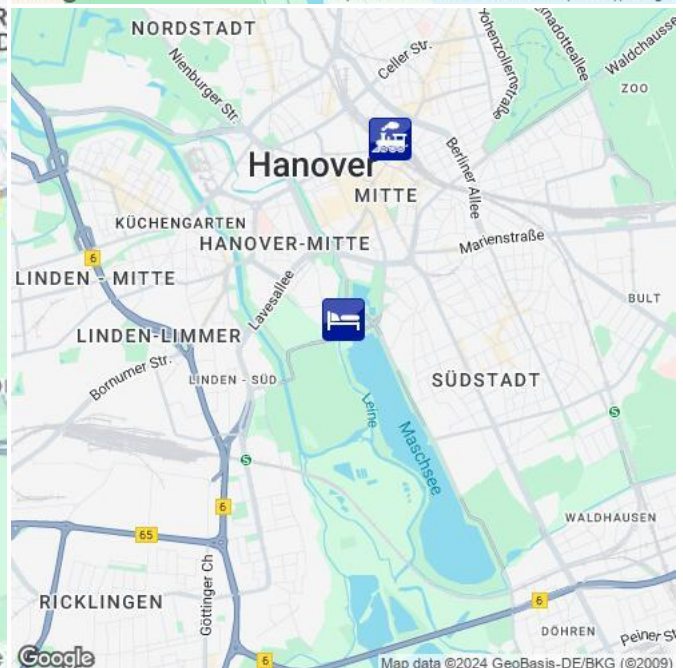 NORDSTADT
Celler Str.
Nienburger Str.
Hohenzollernstraße
Waldchaussee
ZOO
Hanover
MITTE
Berliner Allee
KÜCHENGARTEN
HANOVER-MITTE
Marienstraße
6
LINDEN - MITTE
Lavesallee
BULT
LINDEN-LIMMER
Bornumer Str.
LINDEN - SÜD
SÜDSTADT
Leine
S
Maschsee
S
6
WALDHAUSEN
65
Göttinger Ch
RICKLINGEN
6
DÖHREN
Peiner St
6
Google
Map data ©2024 GeoBasis-DE/BKG (©2009)